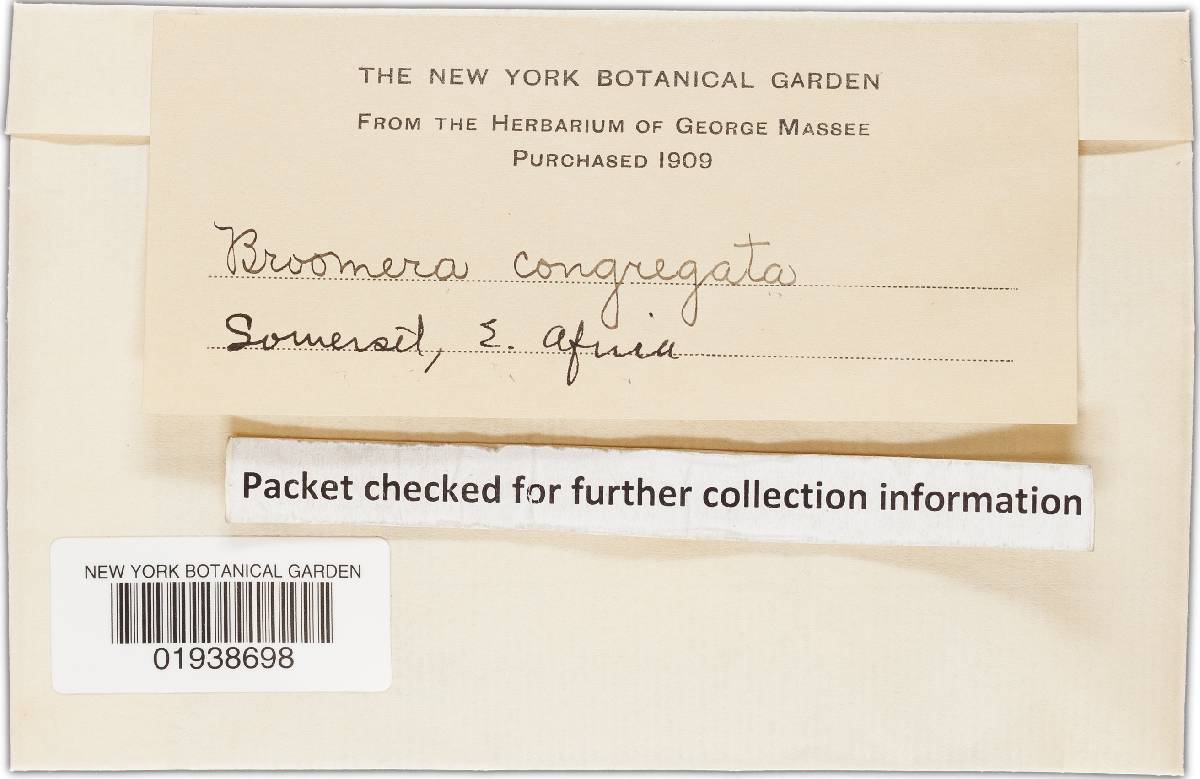 THE NEW YORK BOTANICAL GARDEN
FROM THE HERBARIUM OF GEORGE MASSEE
PURCHASED 1909
Broomera congregata
Somerset, E. Africa
Packet checked for further collection information
NEW YORK BOTANICAL GARDEN
01938698